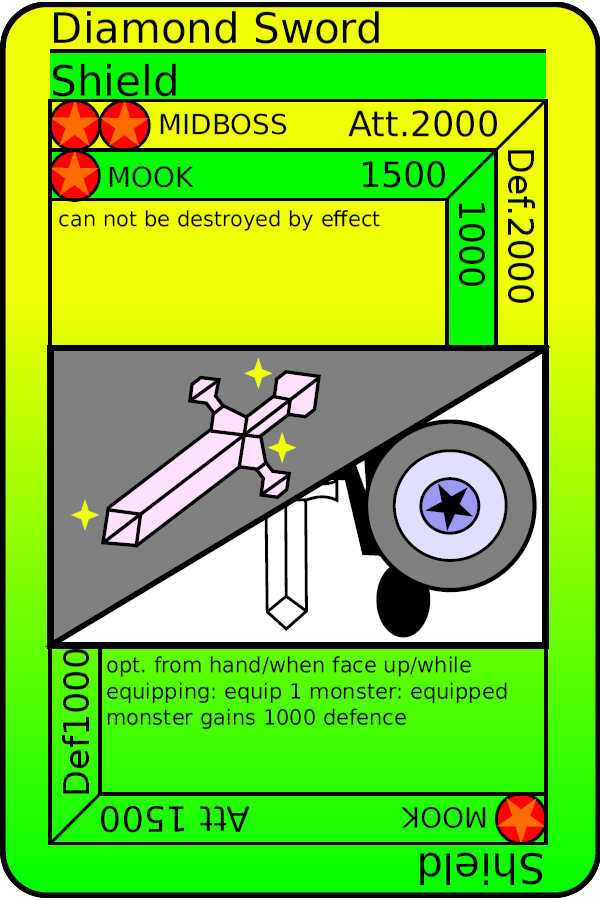 Diamond Sword
Shield
MIDBOSS Att.2000
MOOK 1500
Def.2000
1000
can not be destroyed by effect
Def1000
opt. from hand/when face up/while
equipping: equip 1 monster: equipped
monster gains 1000 defence
MOOK Att 1500
Shield